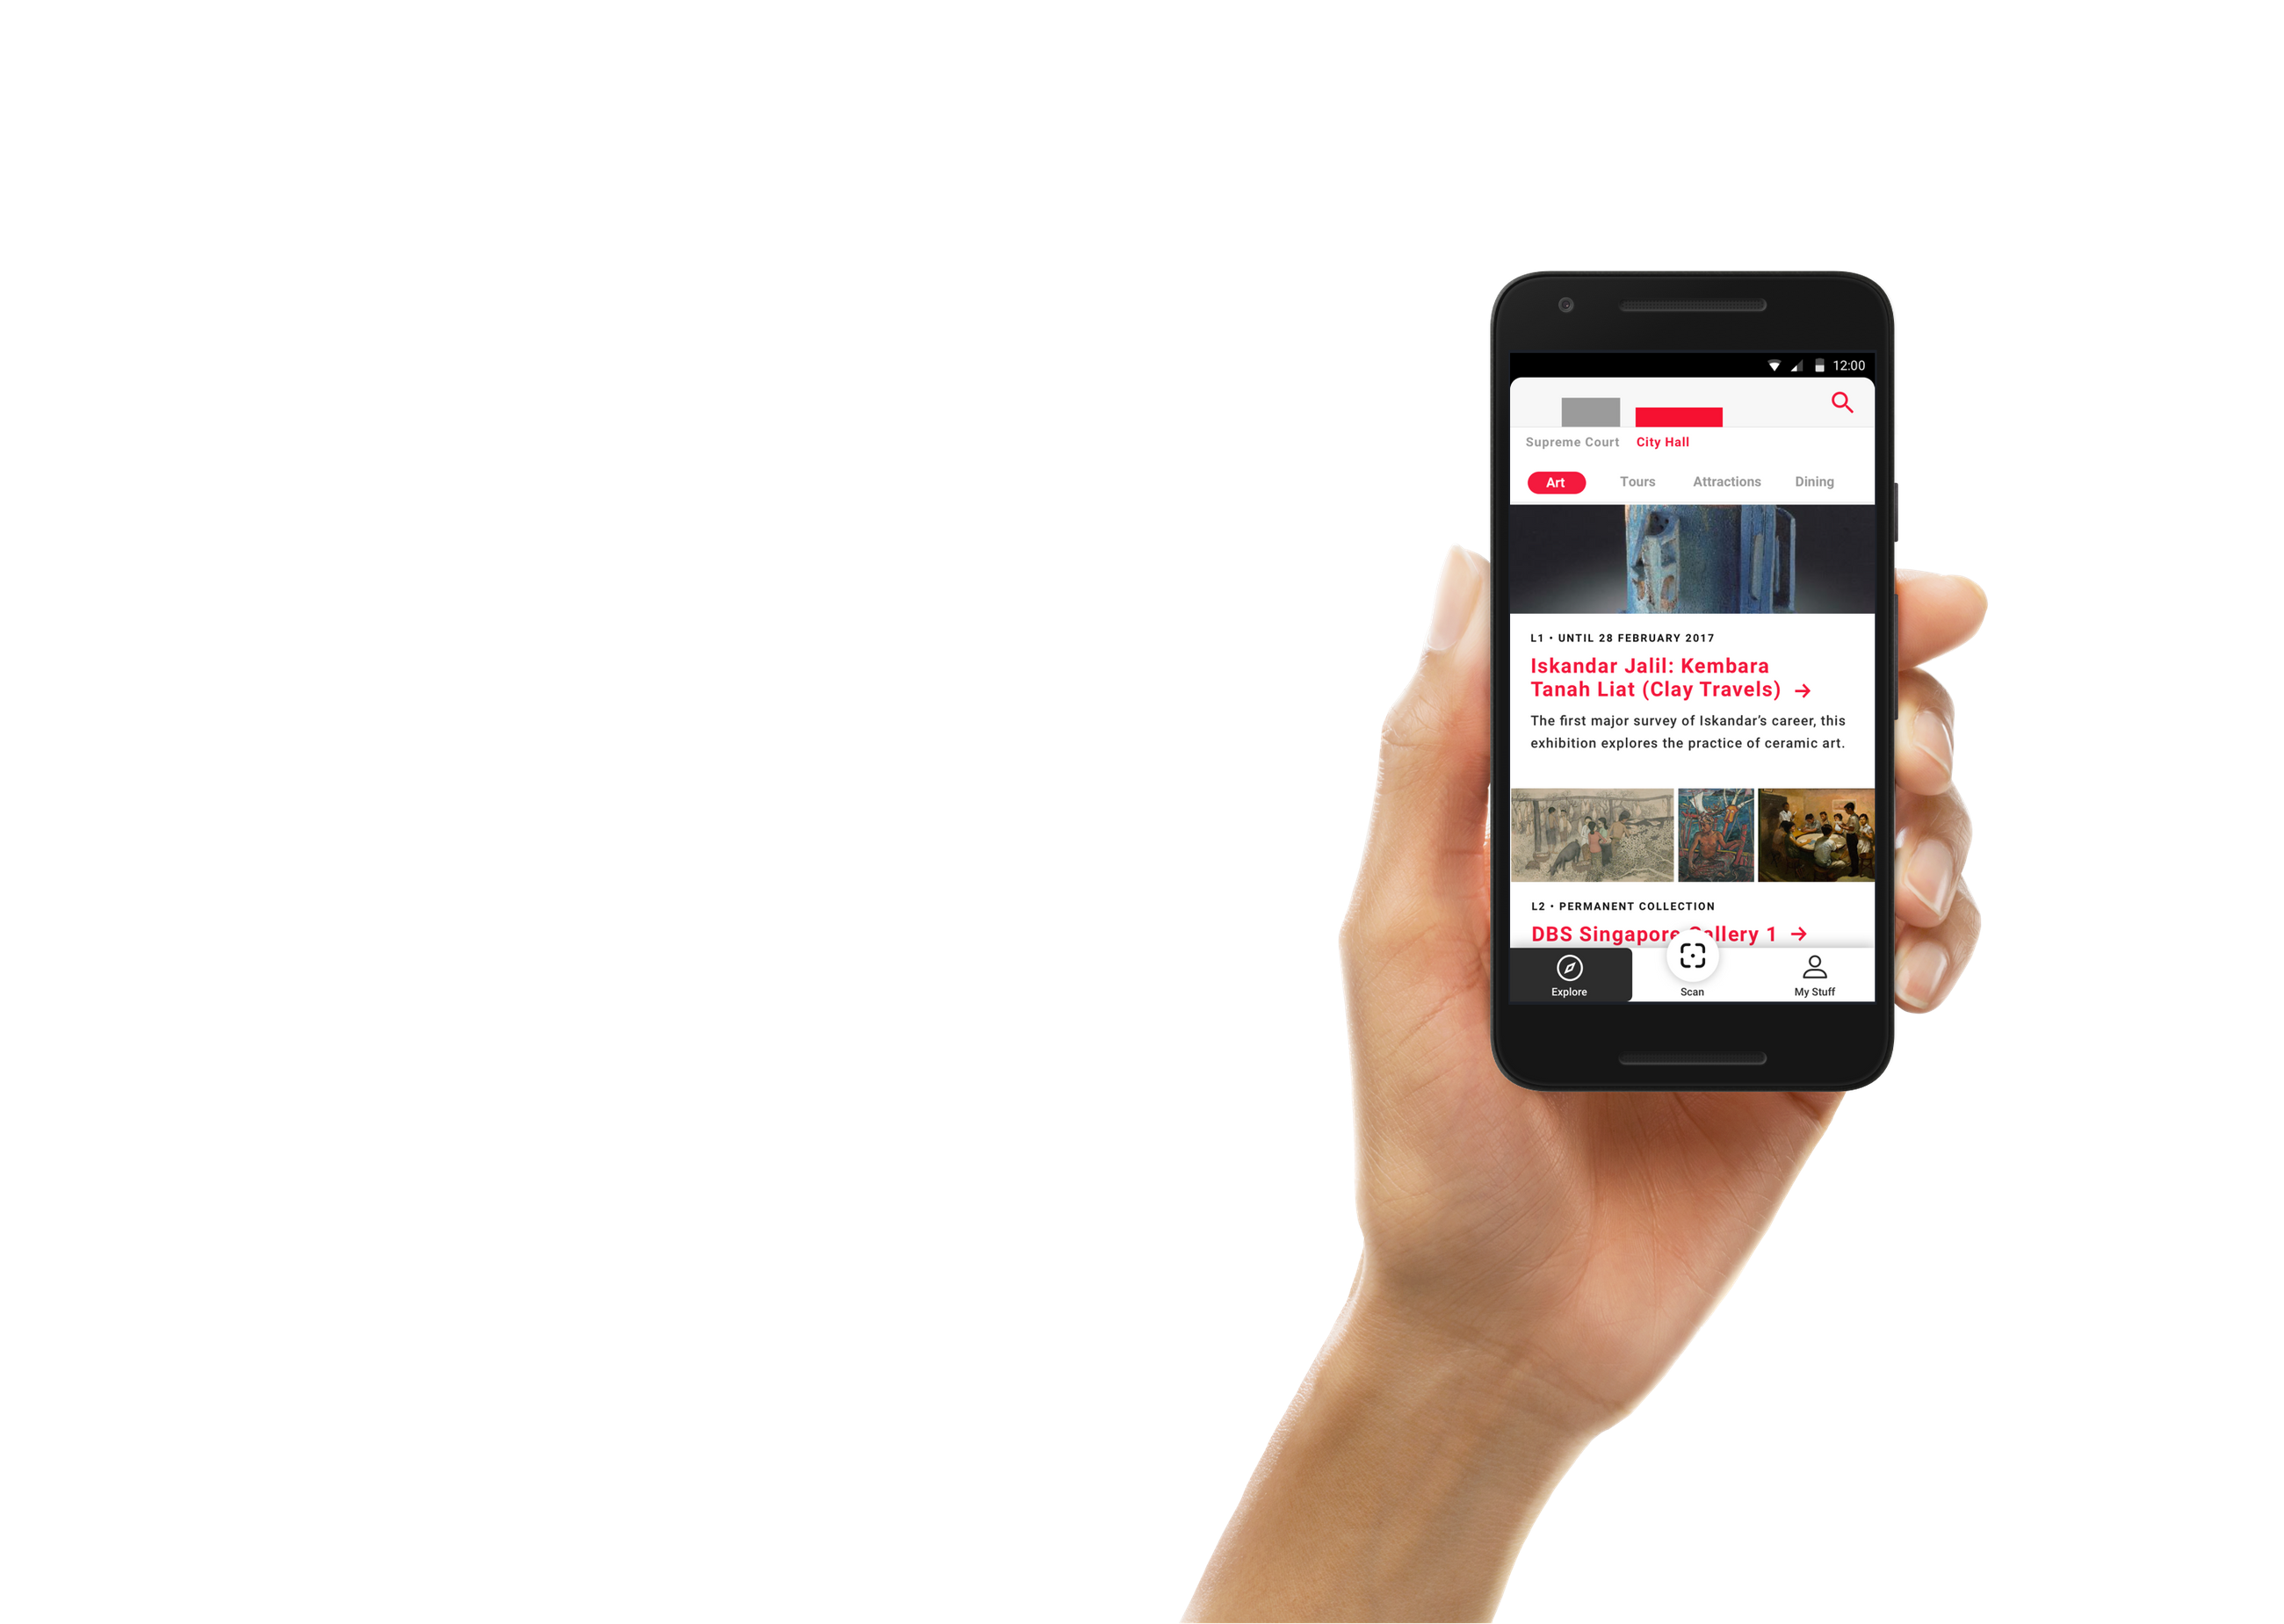 12:00
Supreme Court City Hall
Art Tours Attractions Dining
L1 • UNTIL 28 FEBRUARY 2017
Iskandar Jalil: Kembara
Tanah Liat (Clay Travels) →
The first major survey of Iskandar’s career, this
exhibition explores the practice of ceramic art.
L2 • PERMANENT COLLECTION
DBS Singapore Gallery 1 →
Explore Scan My Stuff